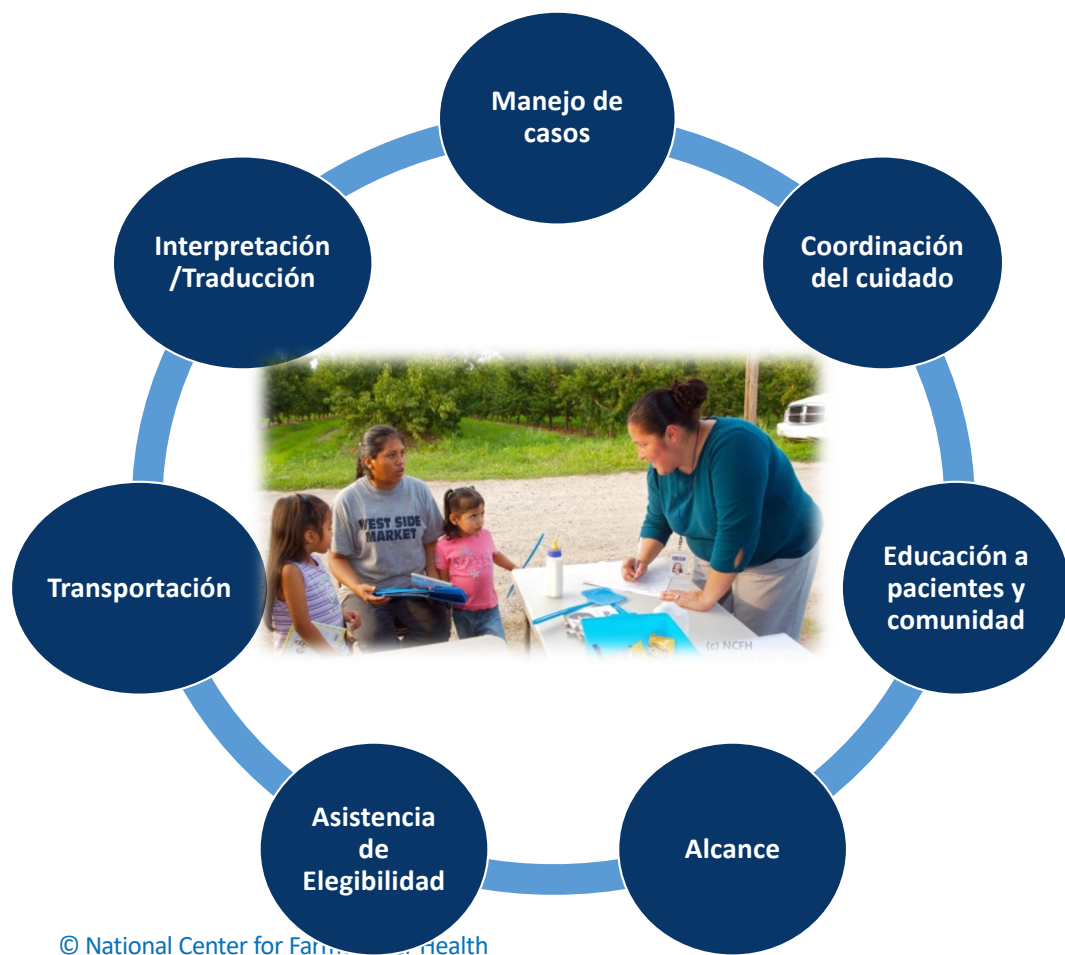 Manejo de
casos
Coordinación
del cuidado
Educación a
pacientes y
comunidad
Alcance
Asistencia
de
Elegibilidad
Transportación
Interpretación
/Traducción
WEST SIDE
MARKET
(c) NCFH
© National Center for Health